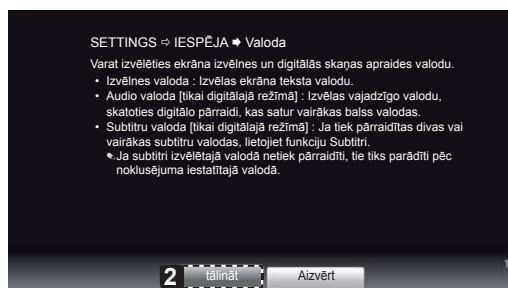 SETTINGS ⇨ IESPĒJA ➡ Valoda
Varat izvēlēties ekrāna izvēlnes un digitālās skaņas apraides valodu.
• Izvēlnes valoda : Izvēlas ekrāna teksta valodu.
• Audio valoda [tikai digitālajā režīmā] : Izvēlas vajadzīgo valodu,
skatoties digitālo pārraidi, kas satur vairākas balss valodas.
• Subtitru valoda [tikai digitālajā režīmā] : Ja tiek pārraidītas divas vai
vairākas subtitru valodas, lietojiet funkciju Subtitri.
✎Ja subtitri izvēlētajā valodā netiek pārraidīti, tie tiks parādīti pēc
noklusējuma iestatītajā valodā.
2 tālināt Aizvērt